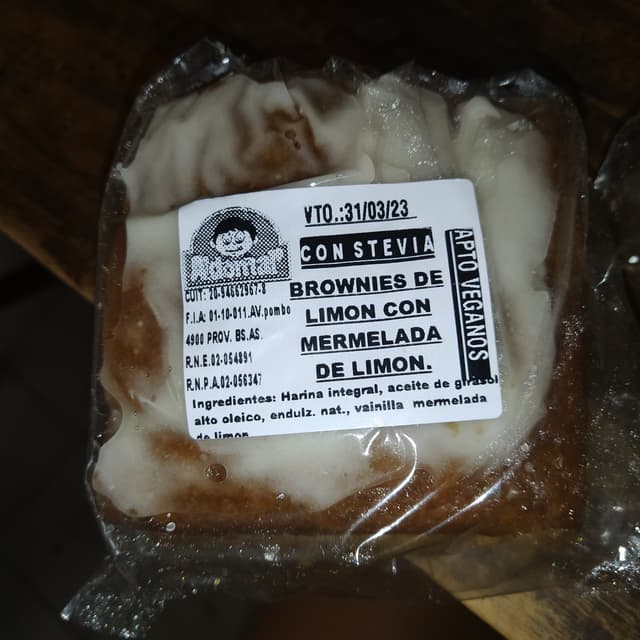 VTO.:31/03/23
CON STEVIA
BROWNIES DE
LIMON CON
MERMELADA
DE LIMON.
APTO VEGANOS
F.I.A: 01-10-011.AV.pombo
4900 PROV. BS.AS.
R.N.E.02-054891
R.N.P.A.02-056347
Ingredientes: Harina integral, aceite de girasol
alto oleico, endulz. nat., vainilla mermelada
de limon